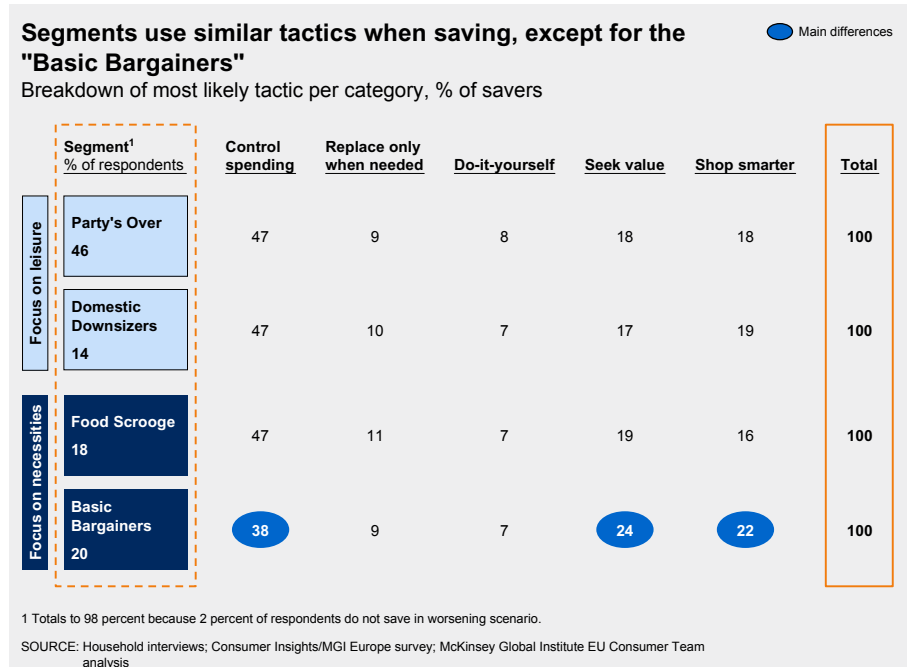 Segments use similar tactics when saving, except for the
"Basic Bargainers"
Main differences
Breakdown of most likely tactic per category, % of savers
Segment1
% of respondents
Control
spending
Replace only
when needed
Do-it-yourself
Seek value
Shop smarter
Total
Focus on leisure
Party's Over
46
47
9
8
18
18
100
Domestic
Downsizers
14
47
10
7
17
19
100
Focus on necessities
Food Scrooge
18
47
11
7
19
16
100
Basic
Bargainers
20
38
9
7
24
22
100
1 Totals to 98 percent because 2 percent of respondents do not save in worsening scenario.
SOURCE: Household interviews; Consumer Insights/MGI Europe survey; McKinsey Global Institute EU Consumer Team
analysis